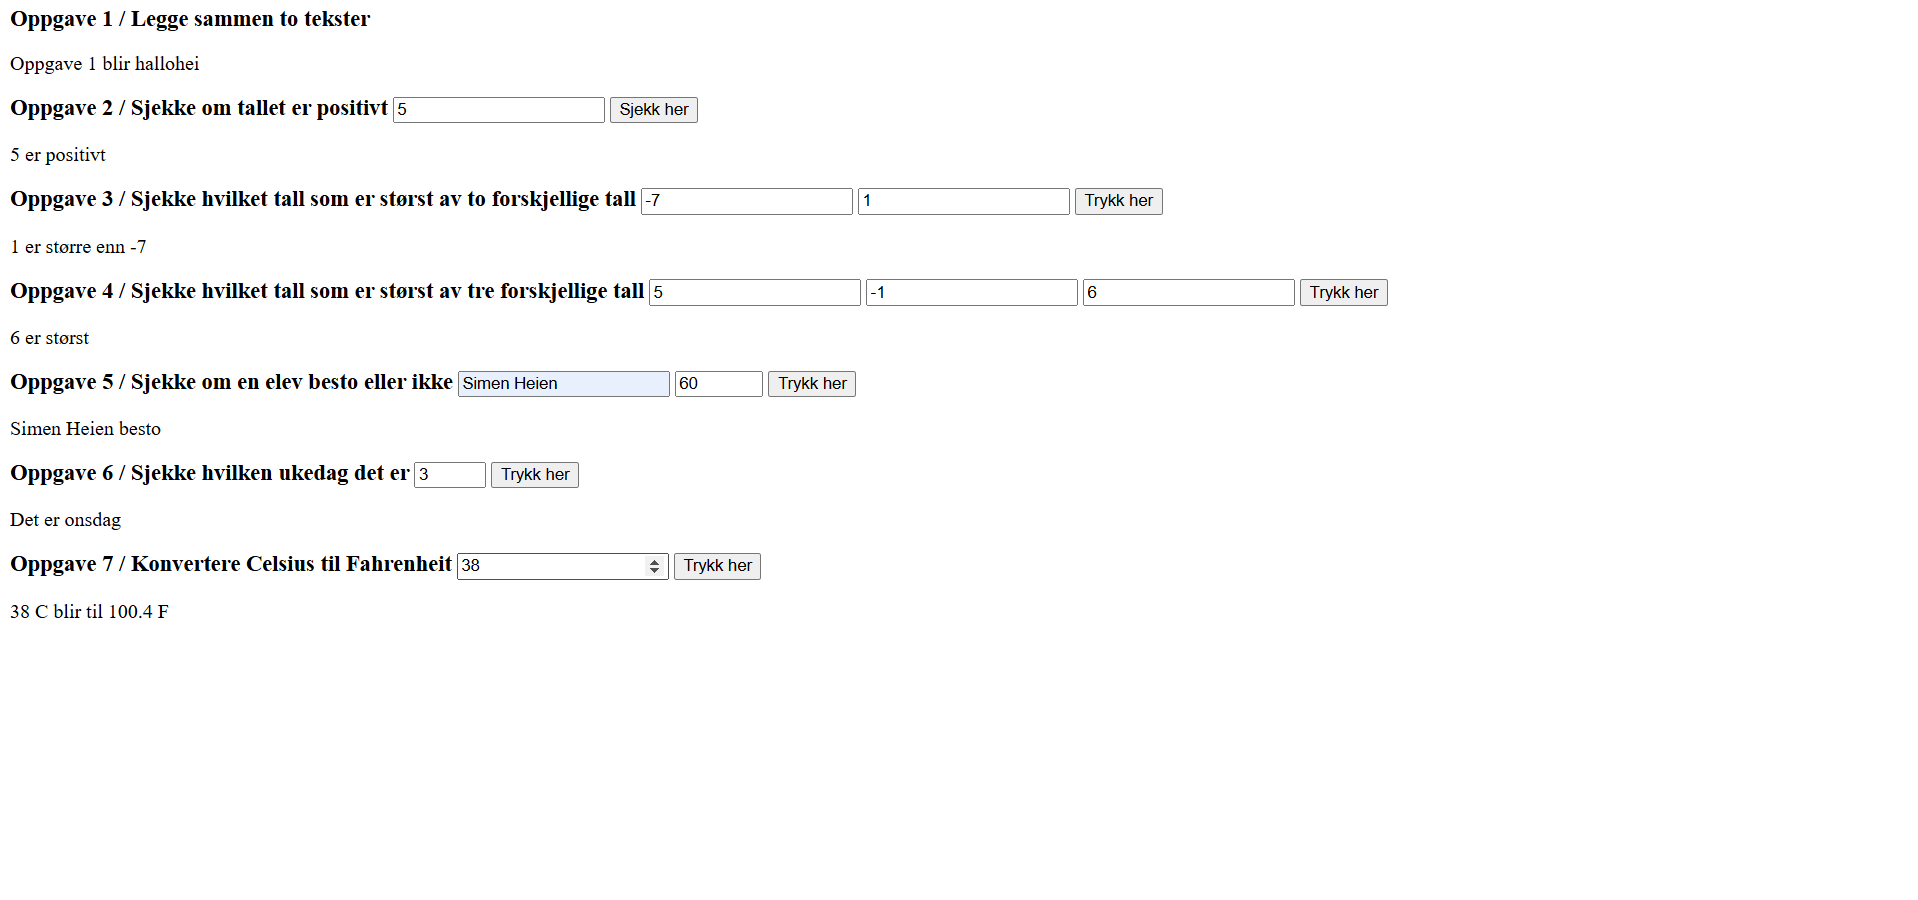 Oppgave 1 / Legge sammen to tekster
Oppgave 1 blir hallohei
Oppgave 2 / Sjekke om tallet er positivt 5 Sjekk her
5 er positivt
Oppgave 3 / Sjekke hvilket tall som er størst av to forskjellige tall -7 1 Trykk her
1 er større enn -7
Oppgave 4 / Sjekke hvilket tall som er størst av tre forskjellige tall 5 -1 6 Trykk her
6 er størst
Oppgave 5 / Sjekke om en elev besto eller ikke Simen Heien 60 Trykk her
Simen Heien besto
Oppgave 6 / Sjekke hvilken ukedag det er 3 Trykk her
Det er onsdag
Oppgave 7 / Konvertere Celsius til Fahrenheit 38 Trykk her
38 C blir til 100.4 F